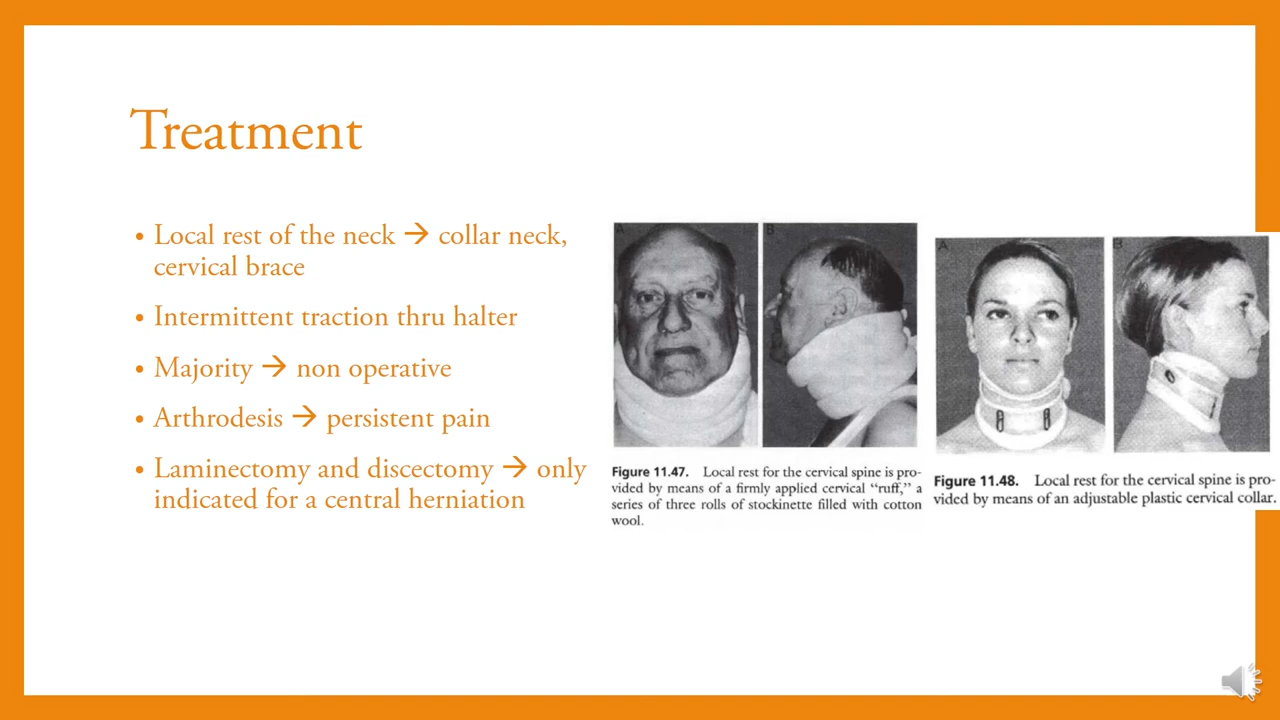 Treatment
• Local rest of the neck → collar neck,
cervical brace
• Intermittent traction thru halter
• Majority → non operative
• Arthrodesis → persistent pain
• Laminectomy and discectomy → only
indicated for a central herniation
A
B
Figure 11.47. Local rest for the cervical spine is pro-
vided by means of a firmly applied cervical “ruff,” a
series of three rolls of stockinette filled with cotton
wool.
A
B
Figure 11.48. Local rest for the cervical spine is pro-
vided by means of an adjustable plastic cervical collar.